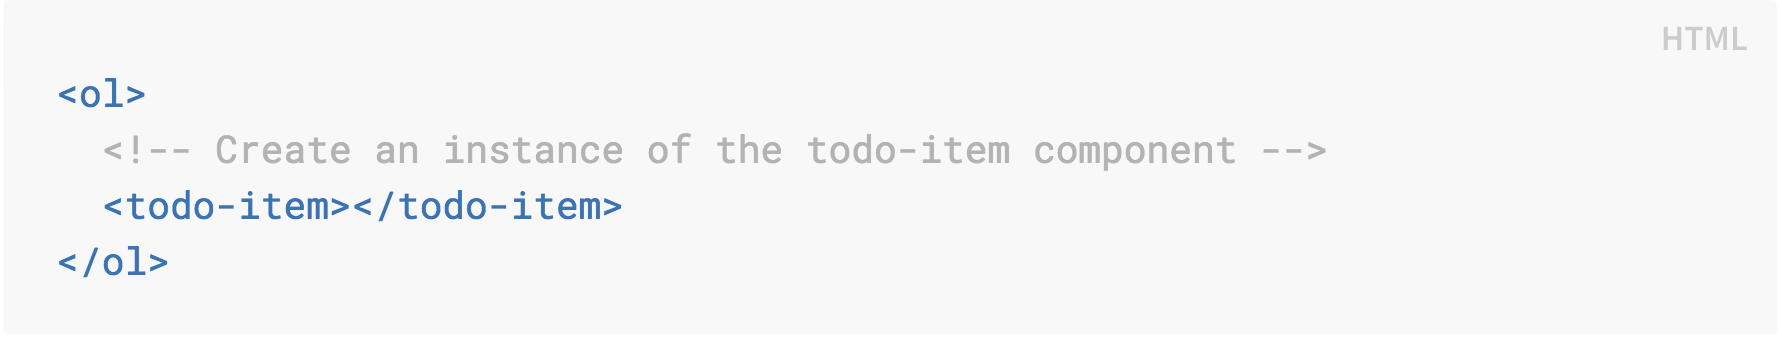 HTML
<ol>
<!-- Create an instance of the todo-item component -->
<todo-item></todo-item>
</ol>